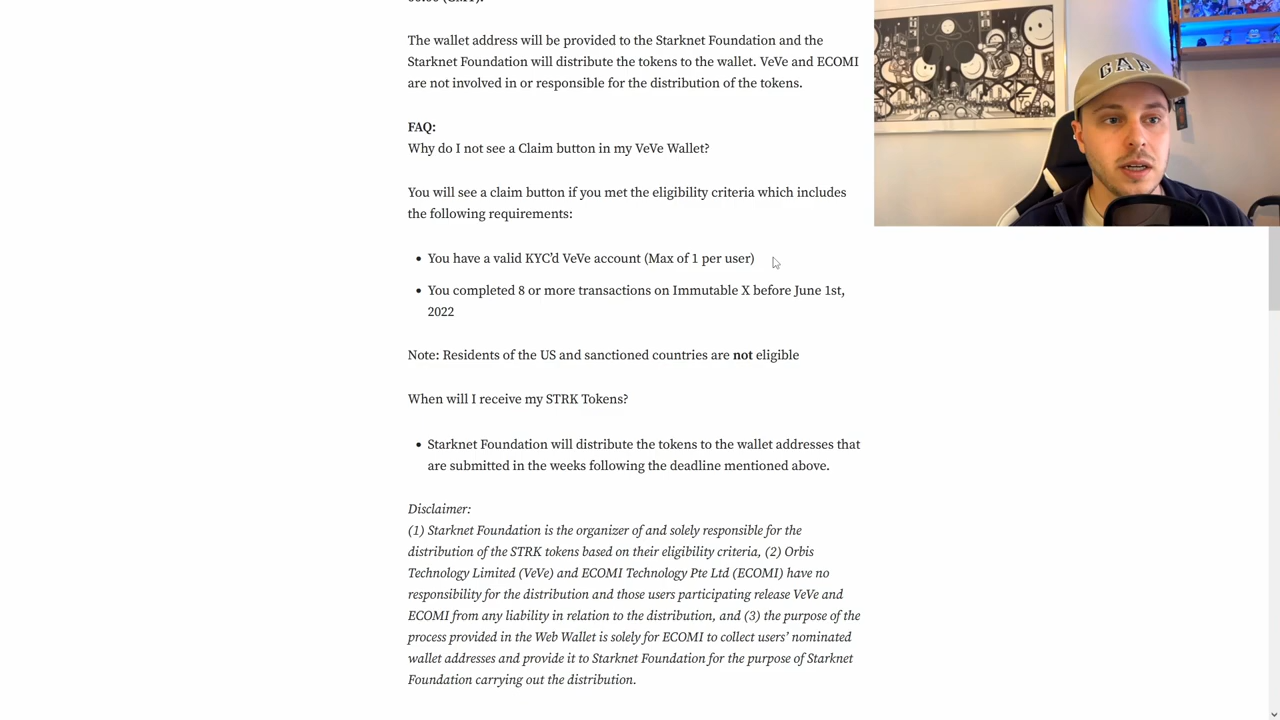 The wallet address will be provided to the Starknet Foundation and the
Starknet Foundation will distribute the tokens to the wallet. VeVe and ECOMI
are not involved in or responsible for the distribution of the tokens.
FAQ:
Why do I not see a Claim button in my VeVe Wallet?
You will see a claim button if you met the eligibility criteria which includes
the following requirements:
• You have a valid KYC’d VeVe account (Max of 1 per user)
• You completed 8 or more transactions on Immutable X before June 1st,
2022
Note: Residents of the US and sanctioned countries are not eligible
When will I receive my STRK Tokens?
• Starknet Foundation will distribute the tokens to the wallet addresses that
are submitted in the weeks following the deadline mentioned above.
Disclaimer:
(1) Starknet Foundation is the organizer of and solely responsible for the
distribution of the STRK tokens based on their eligibility criteria, (2) Orbis
Technology Limited (VeVe) and ECOMI Technology Pte Ltd (ECOMI) have no
responsibility for the distribution and those users participating release VeVe and
ECOMI from any liability in relation to the distribution, and (3) the purpose of the
process provided in the Web Wallet is solely for ECOMI to collect users’ nominated
wallet addresses and provide it to Starknet Foundation for the purpose of Starknet
Foundation carrying out the distribution.
GAP